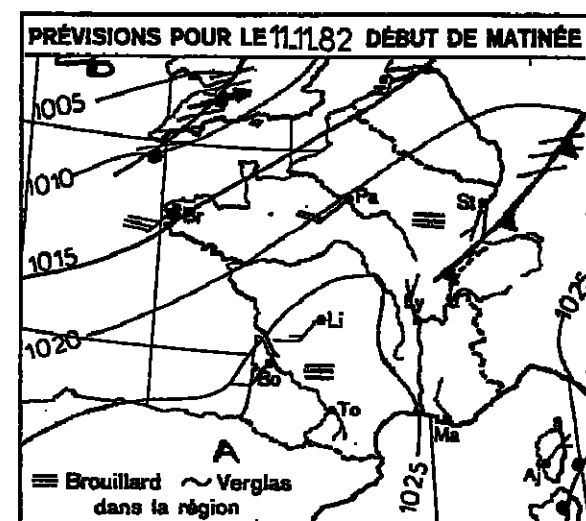 PRÉVISIONS POUR LE 11.11.82 DÉBUT DE MATINÉE
D
1005
1010
1015
Br
Pa
St
1020
Ly
Li
1025
Bo
To
Ma
Aj
A
1025
Brouillard Verglas
dans la région